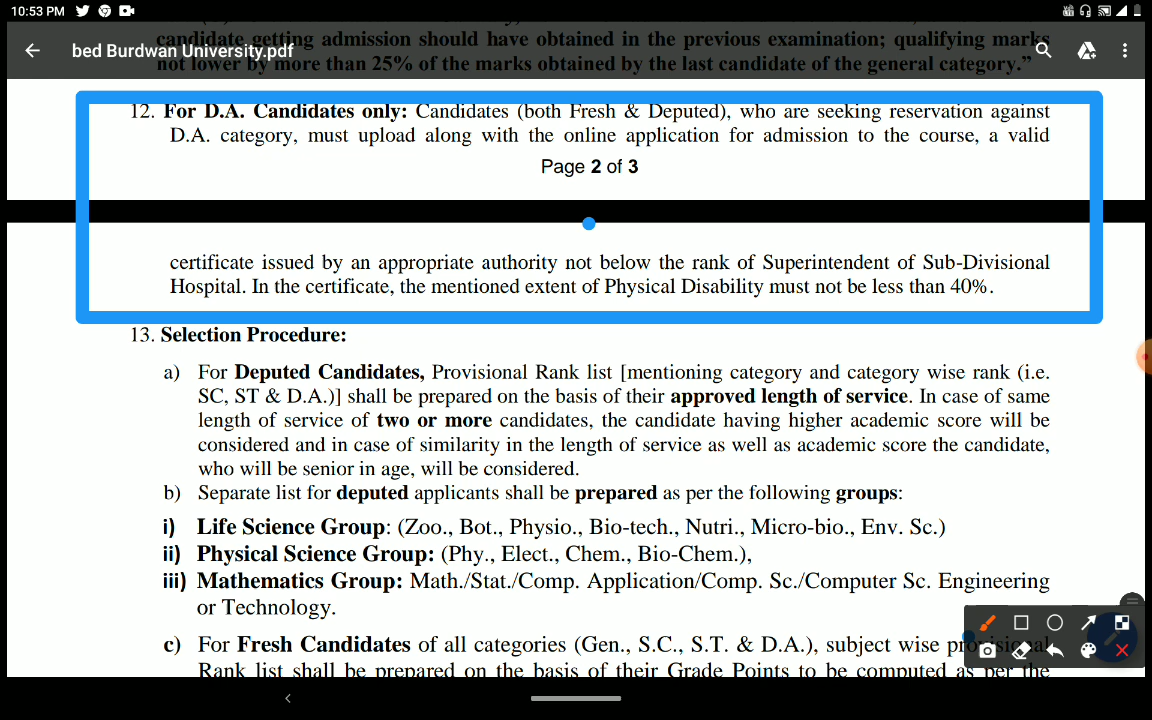 10:53 PM
candidate getting admission should have obtained in the previous examination; qualifying marks
bed Burdwan University.pdf
not lower by more than 25% of the marks obtained by the last candidate of the general category.”
12. For D.A. Candidates only: Candidates (both Fresh & Deputed), who are seeking reservation against
D.A. category, must upload along with the online application for admission to the course, a valid
Page 2 of 3
certificate issued by an appropriate authority not below the rank of Superintendent of Sub-Divisional
Hospital. In the certificate, the mentioned extent of Physical Disability must not be less than 40%.
13. Selection Procedure:
a) For Deputed Candidates, Provisional Rank list [mentioning category and category wise rank (i.e.
SC, ST & D.A.)] shall be prepared on the basis of their approved length of service. In case of same
length of service of two or more candidates, the candidate having higher academic score will be
considered and in case of similarity in the length of service as well as academic score the candidate,
who will be senior in age, will be considered.
b) Separate list for deputed applicants shall be prepared as per the following groups:
i) Life Science Group: (Zoo., Bot., Physio., Bio-tech., Nutri., Micro-bio., Env. Sc.)
ii) Physical Science Group: (Phy., Elect., Chem., Bio-Chem.),
iii) Mathematics Group: Math./Stat./Comp. Application/Comp. Sc./Computer Sc. Engineering
or Technology.
c) For Fresh Candidates of all categories (Gen., S.C., S.T. & D.A.), subject wise provisional
Rank list shall be prepared on the basis of their Grade Points to be computed as per the